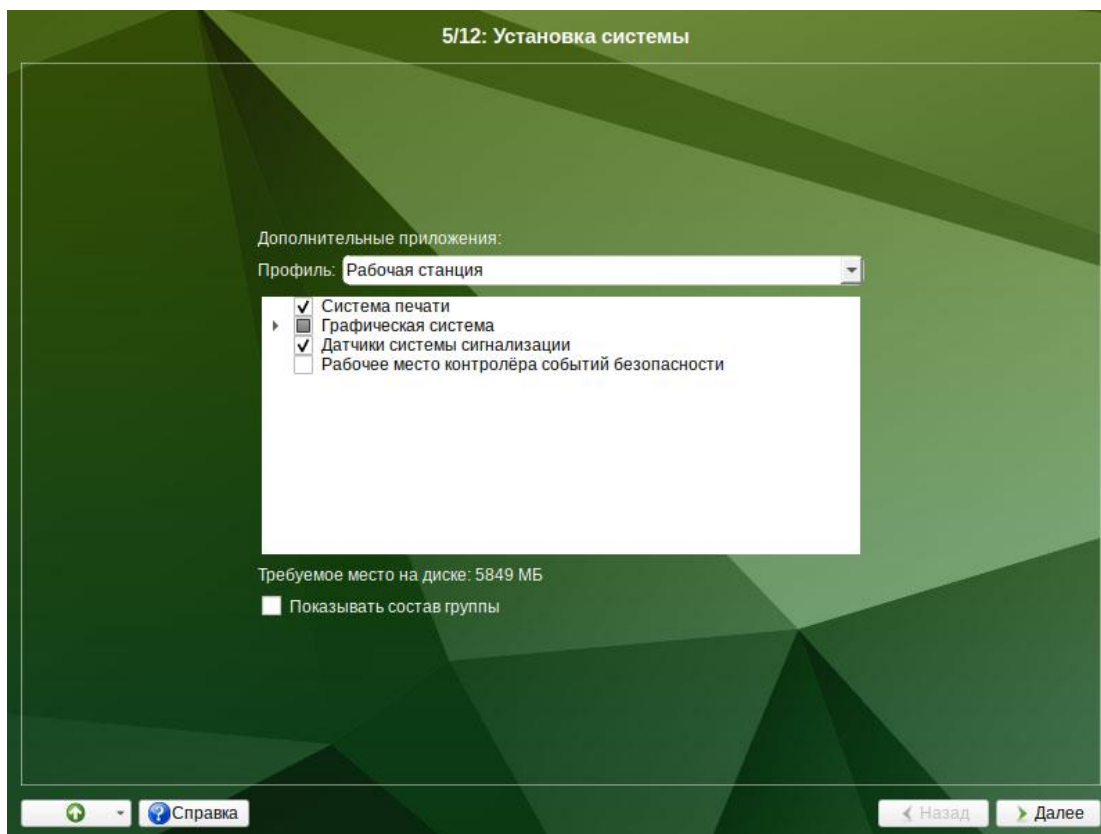 5/12: Установка системы
Дополнительные приложения:
Профиль: Рабочая станция
Система печати
Графическая система
Датчики системы сигнализации
Рабочее место контролёра событий безопасности
Требуемое место на диске: 5849 МБ
Показывать состав группы
Справка
Назад
Далее